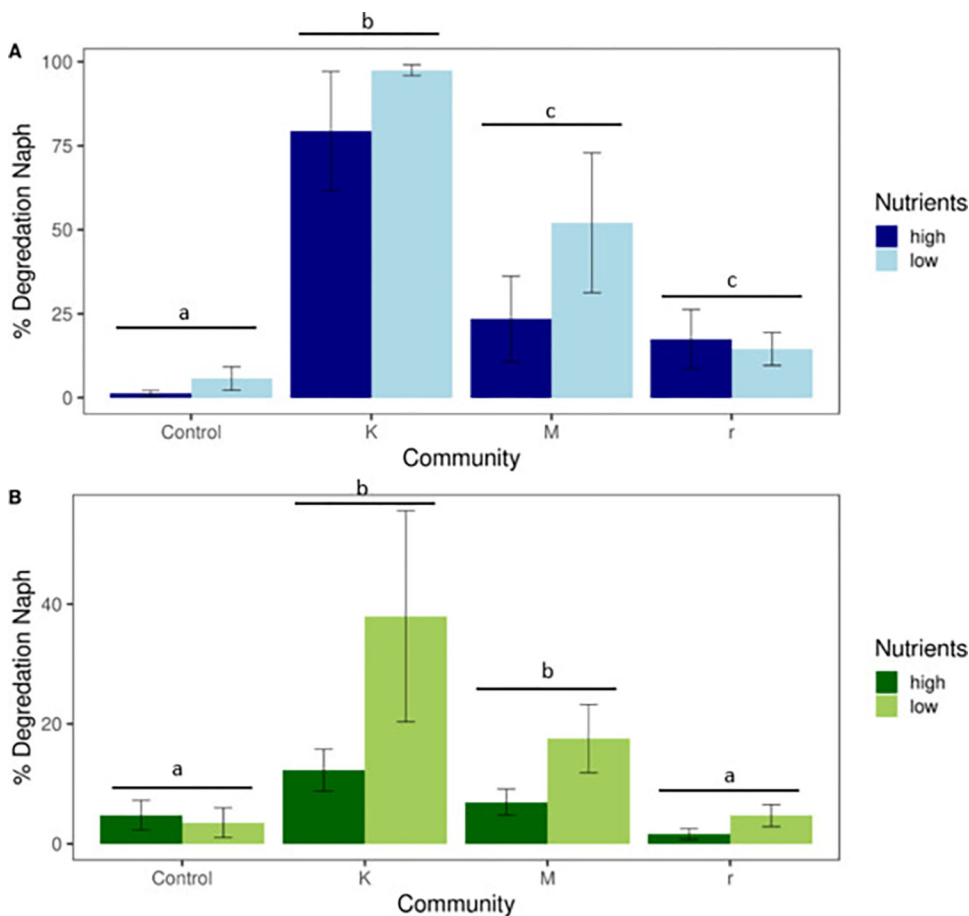 A
b
c
a
c
% Degredation Naph
100
75
50
25
0
Control K M r
Community
Nutrients
high
low
B
b
b
a
a
% Degredation Naph
40
20
0
Control K M r
Community
Nutrients
high
low